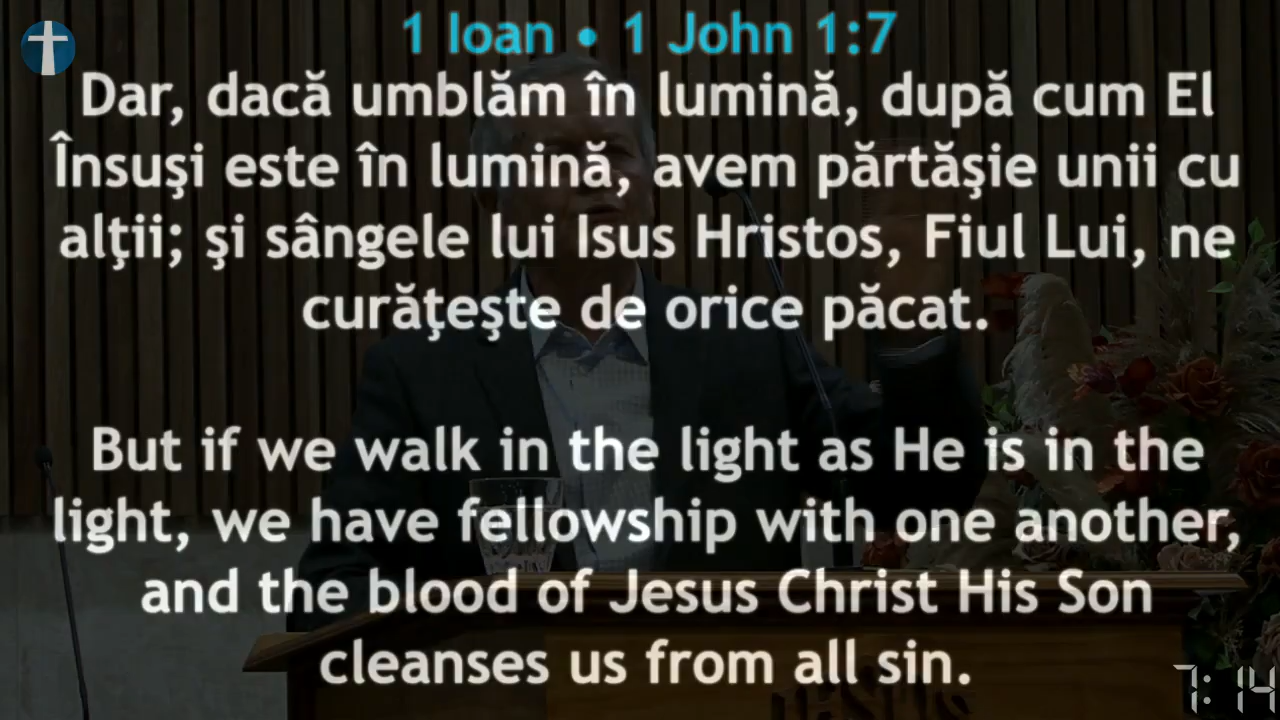 1 Ioan • 1 John 1:7
Dar, dacă umblăm în lumină, după cum El
Însuşi este în lumină, avem părtăşie unii cu
alţii; şi sângele lui Isus Hristos, Fiul Lui, ne
curăţeşte de orice păcat.
But if we walk in the light as He is in the
light, we have fellowship with one another,
and the blood of Jesus Christ His Son
cleanses us from all sin.
7:14